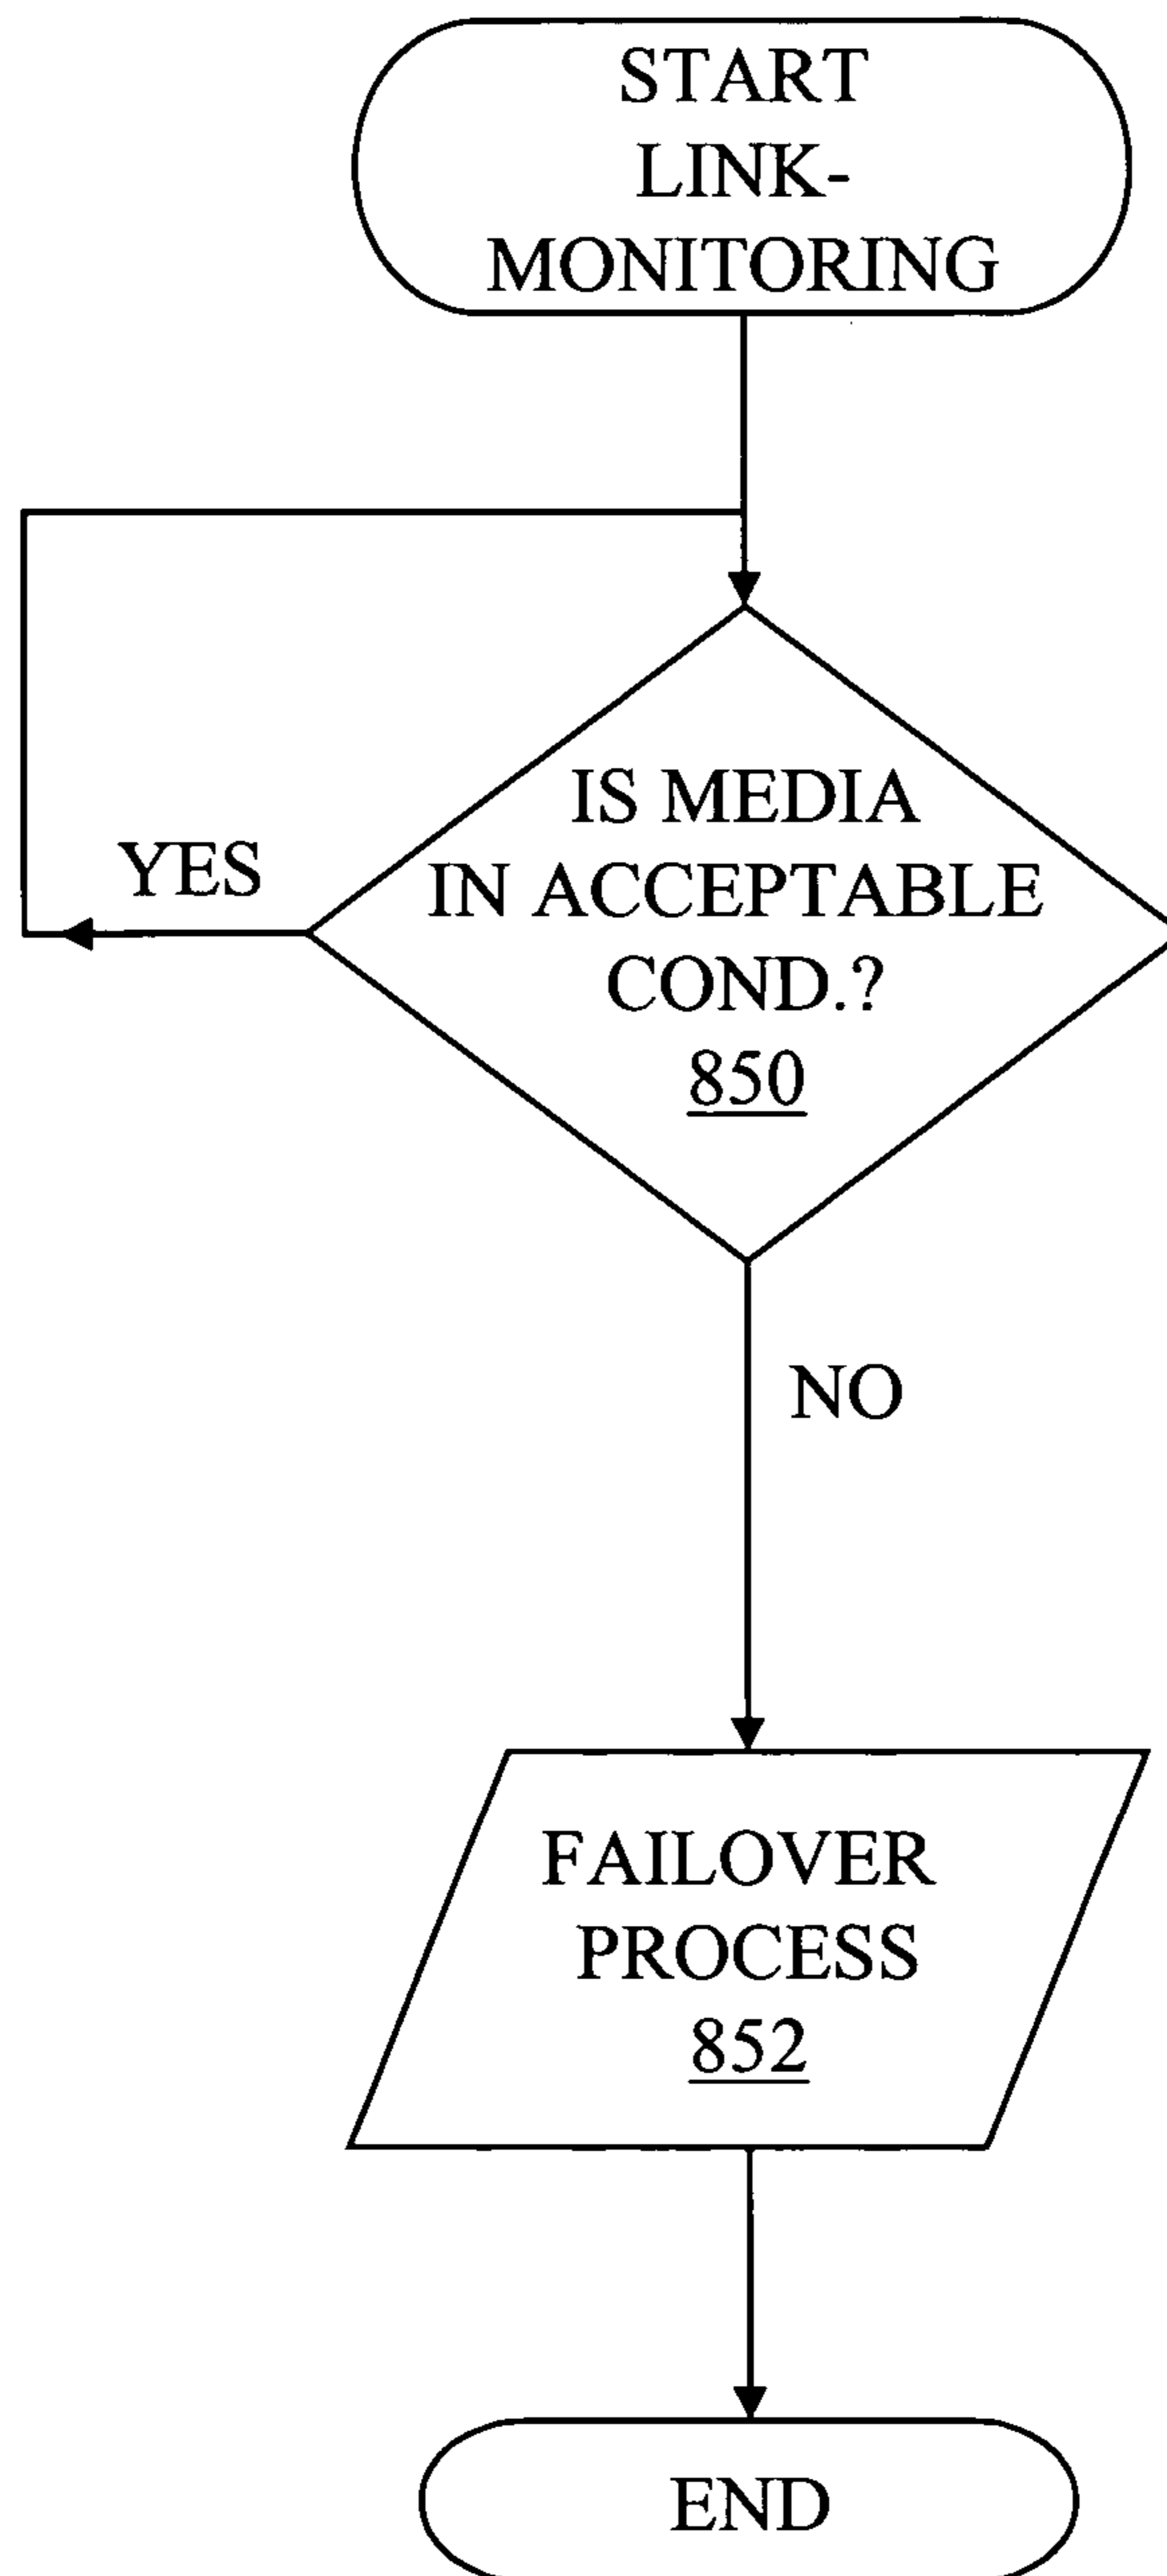 START
LINK-
MONITORING
IS MEDIA
YES
IN ACCEPTABLE
COND.?
850
NO
FAILOVER
PROCESS
852
END